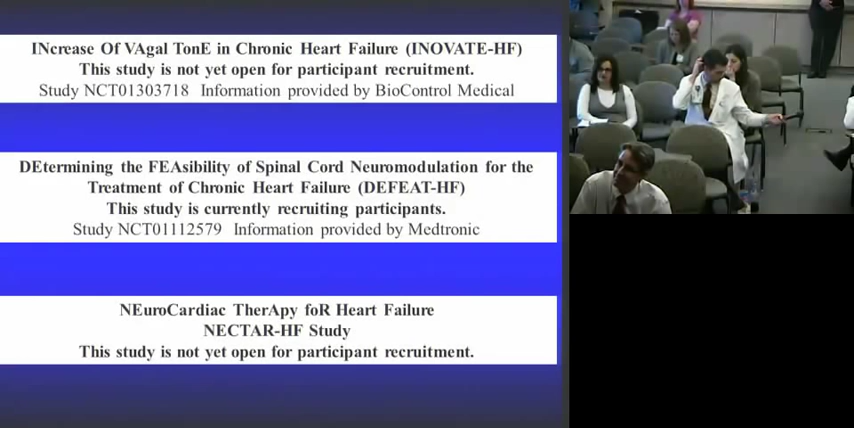 INcrease Of VAgal TonE in Chronic Heart Failure (INOVATE-HF)
This study is not yet open for participant recruitment.
Study NCT01303718 Information provided by BioControl Medical
DEtermining the FEAsibility of Spinal Cord Neuromodulation for the
Treatment of Chronic Heart Failure (DEFEAT-HF)
This study is currently recruiting participants.
Study NCT01112579 Information provided by Medtronic
NEuroCardiac TherApy foR Heart Failure
NECTAR-HF Study
This study is not yet open for participant recruitment.